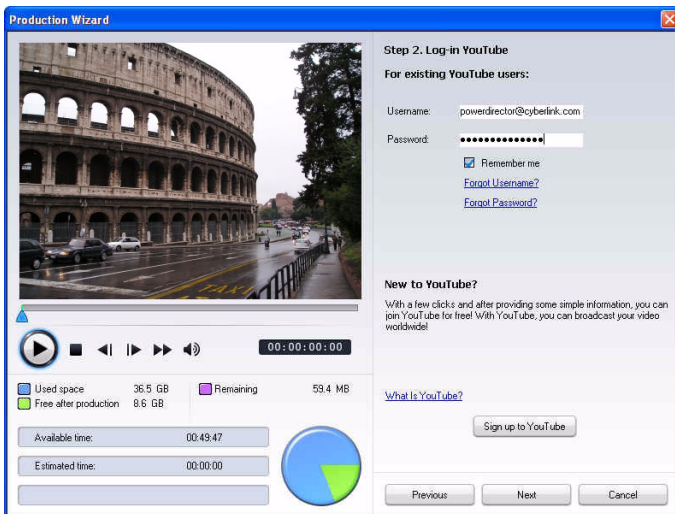 Production Wizard
Step 2. Log-in YouTube
For existing YouTube users:
Username: powerdirector@cyberlink.com
Password: ●●●●●●●●●●●●●●
Remember me
Forgot Username?
Forgot Password?
TAXI
New to YouTube?
With a few clicks and after providing some simple information, you can
join YouTube for free! With YouTube, you can broadcast your video
worldwide!
00:00:00:00
Used space 36.5 GB Remaining 59.4 MB
Free after production 8.6 GB
What Is YouTube?
Available time: 00:49:47
Sign up to YouTube
Estimated time: 00:00:00
Previous Next Cancel